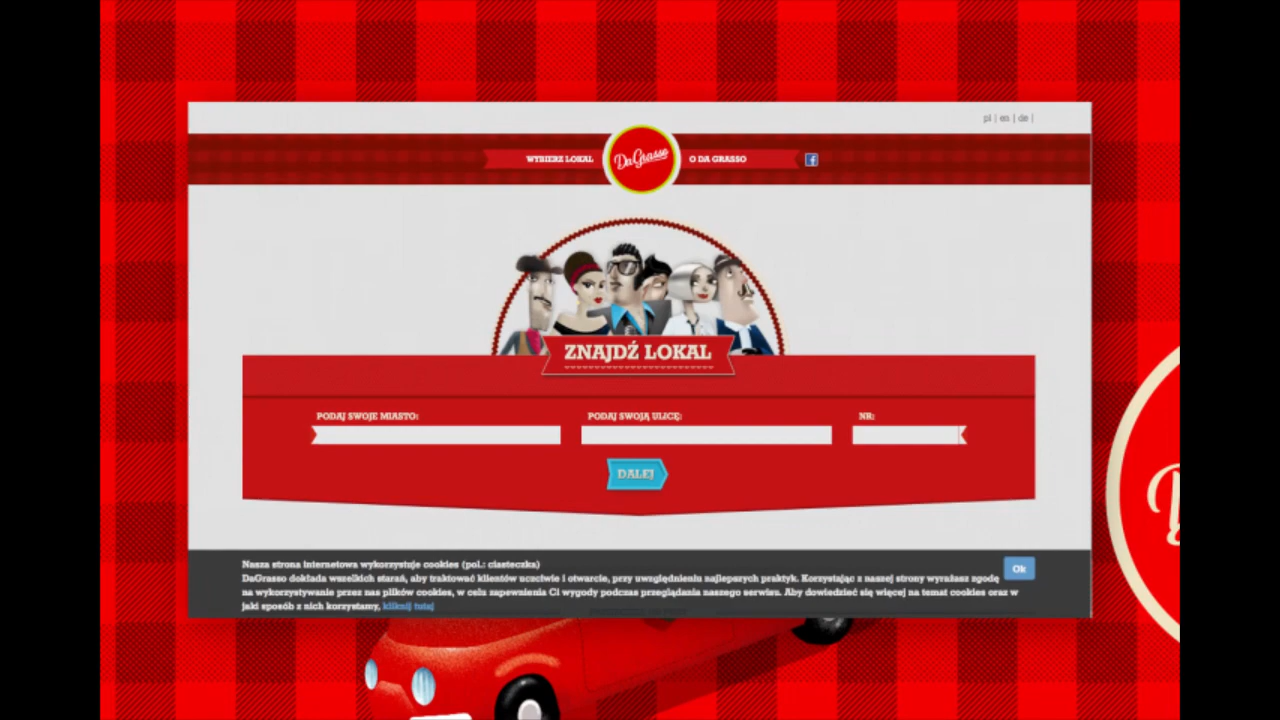 pl | en | de |
WYBIERZ LOKAL
DaGrasso
O DA GRASSO
f
ZNAJDŹ LOKAL
PODAJ SWOJE MIASTO:
PODAJ SWOJĄ ULICĘ:
NR:
DALEJ
Nasza strona internetowa wykorzystuje cookies (pol.: ciasteczka)
Ok
DaGrasso dokłada wszelkich starań, aby traktować klientów uczciwie i otwarcie, przy uwzględnieniu najlepszych praktyk. Korzystając z naszej strony wyrażasz zgodę
na wykorzystywanie przez nas plików cookies, w celu zapewnienia Ci wygody podczas przeglądania naszego serwisu. Aby dowiedzieć się więcej na temat cookies oraz w
jaki sposób z nich korzystamy, kliknij tutaj